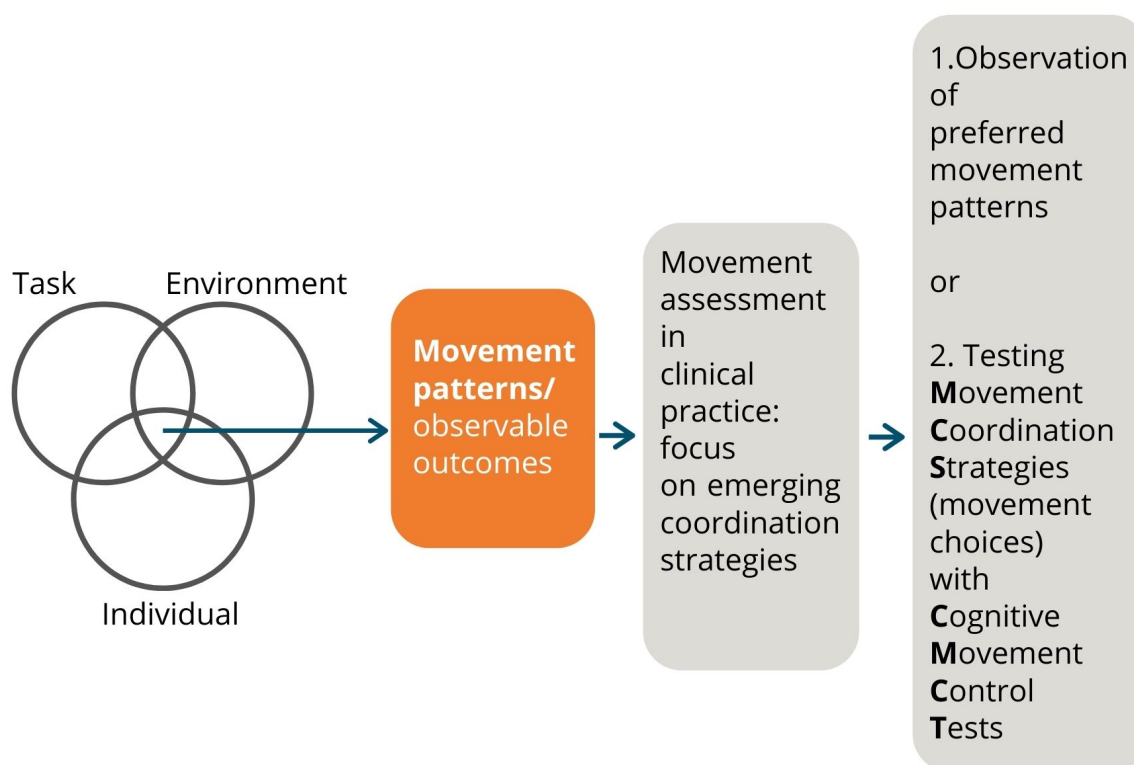 Task
Environment
Individual
Movement
patterns/
observable
outcomes
Movement
assessment
in
clinical
practice:
focus
on emerging
coordination
strategies
1.Observation
of
preferred
movement
patterns
or
2. Testing
Movement
Coordination
Strategies
(movement
choices)
with
Cognitive
Movement
Control
Tests